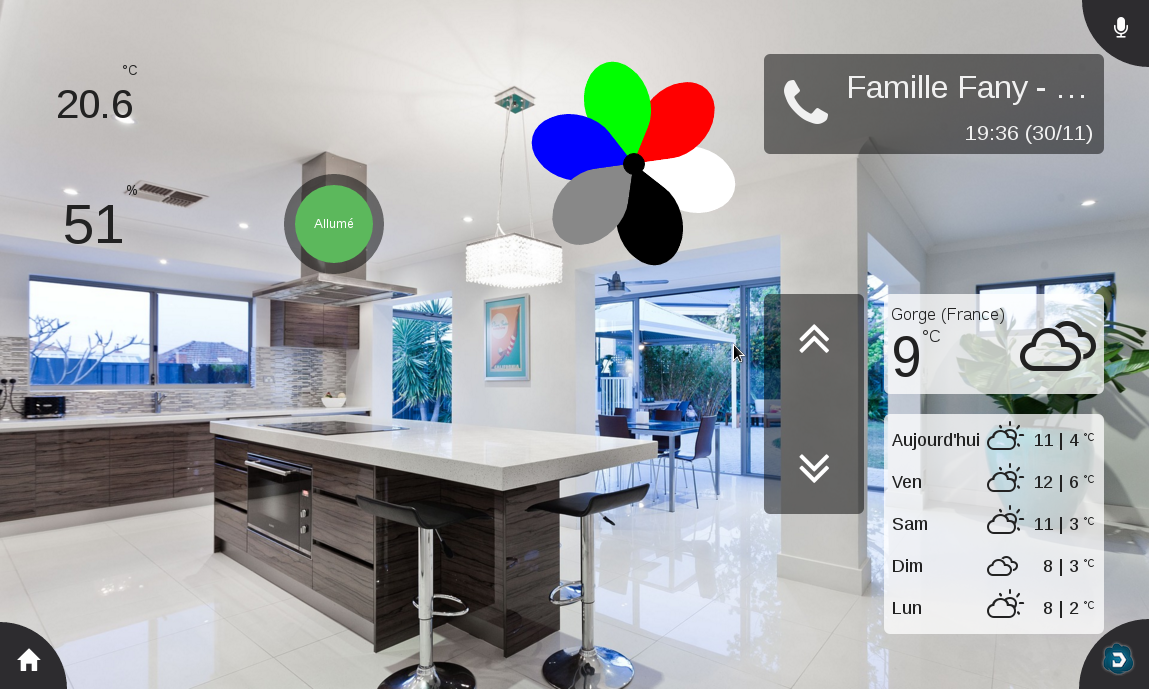 °C
20.6
%
51
Allumé
Famille Fany - ...
19:36 (30/11)
Gorge (France)
9 °C
Aujourd'hui 11 | 4 °C
Ven 12 | 6 °C
Sam 11 | 3 °C
Dim 8 | 3 °C
Lun 8 | 2 °C